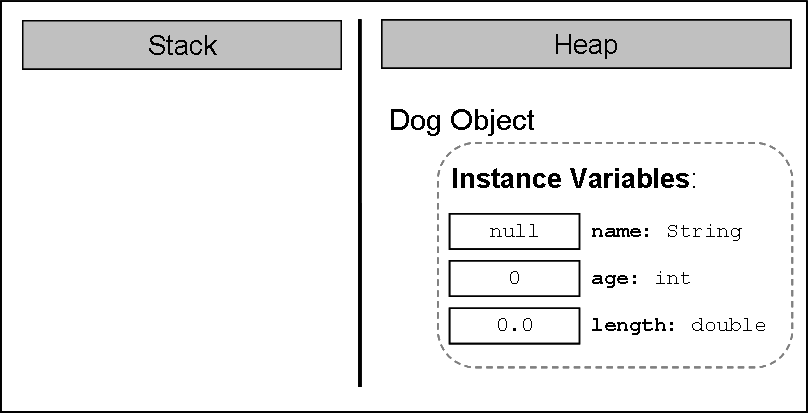 Stack
Heap
Dog Object
Instance Variables:
null name: String
0 age: int
0.0 length: double